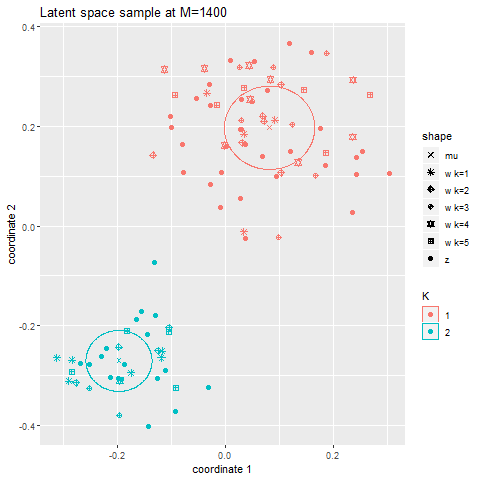 Latent space sample at M=1400
coordinate 2
0.4
0.2
0.0
-0.2
-0.4
-0.2
0.0
0.2
coordinate 1
shape
mu
w k=1
w k=2
w k=3
w k=4
w k=5
z
K
1
2